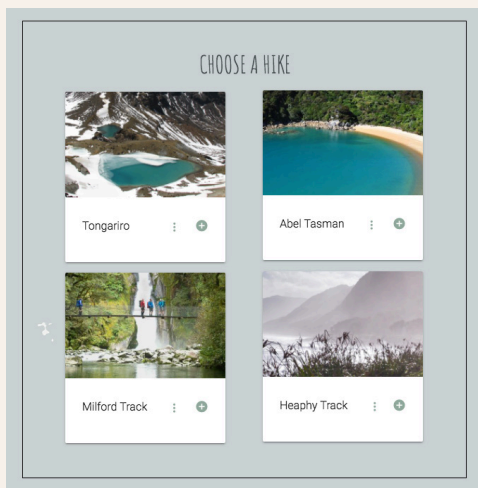 CHOOSE A HIKE
Tongariro
Abel Tasman
Milford Track
Heaphy Track